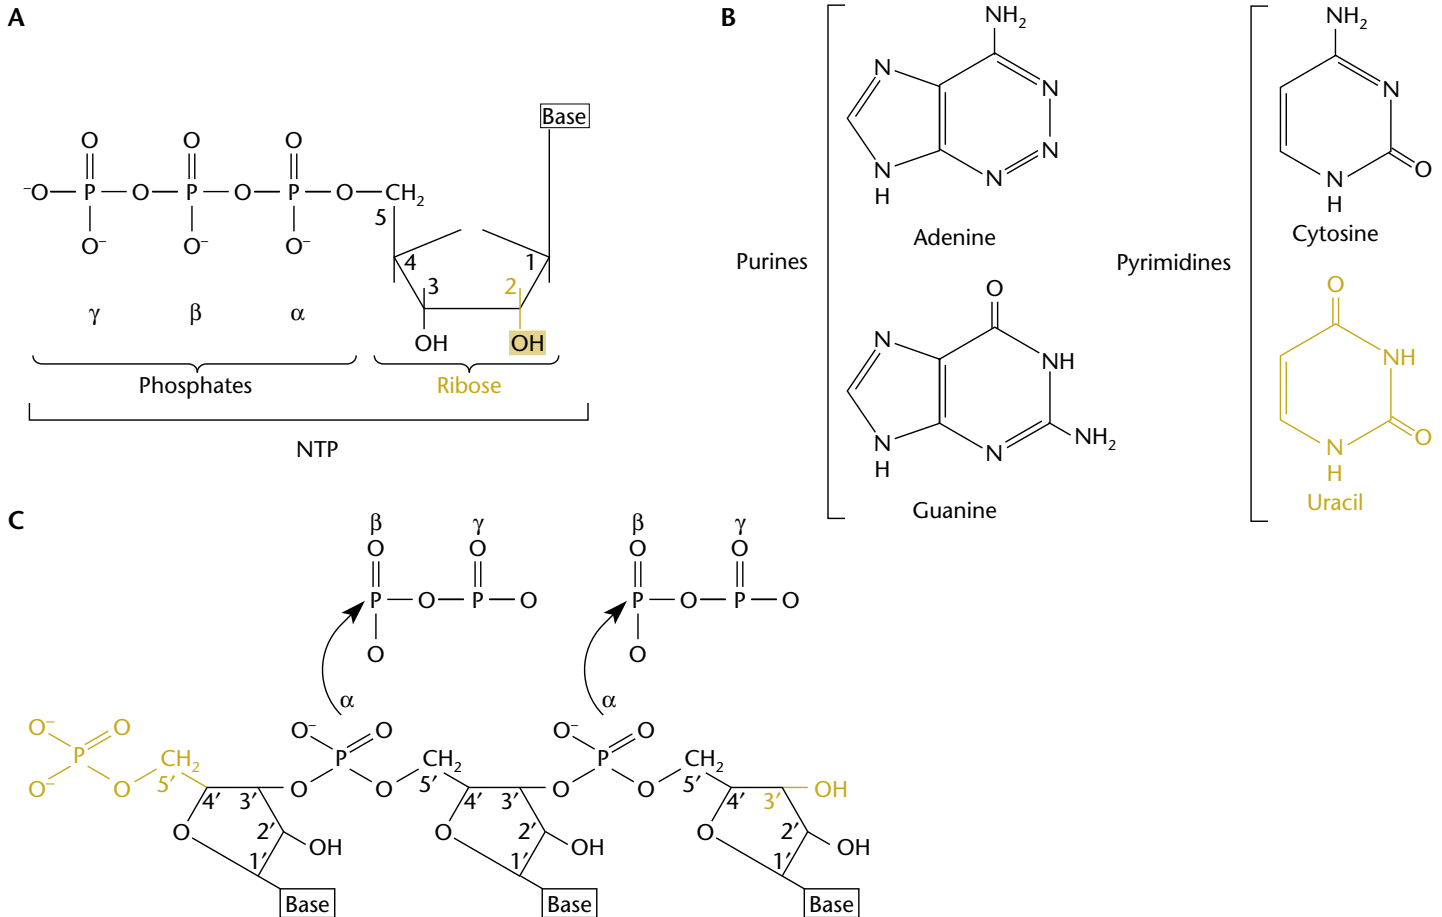 A
Base
O O O
⁻O P O P O P O CH₂
5
O⁻ O⁻ O⁻
4 1
3 2
γ β α
OH OH
Phosphates Ribose
NTP
B
Purines
NH₂
N N
N
N N
H
Adenine
O
N NH
N N NH₂
H
Guanine
Pyrimidines
NH₂
N
N O
H
Cytosine
O
NH
N O
H
Uracil
C
β γ β γ
O O O O
P O P O P O P O
O O
α α
O⁻ O O⁻ O O⁻ O
P CH₂ P CH₂ P CH₂
O⁻ O 5′ O O 5′ O O 5′
4′ 3′ 4′ 3′ 4′ 3′ OH
O 2′ OH O 2′ OH O 2′ OH
1′ 1′ 1′
Base Base Base